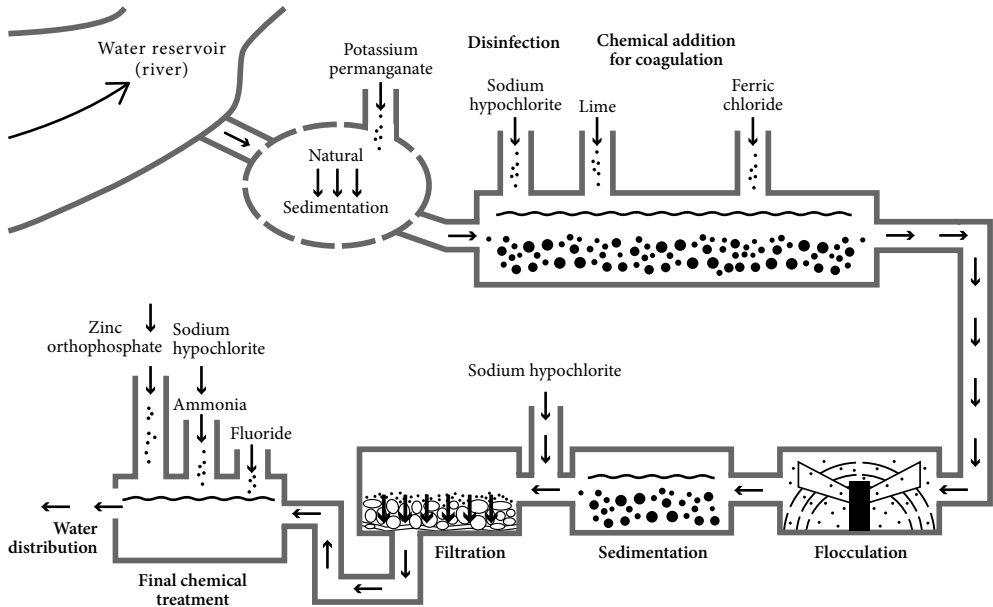 Water reservoir
(river)
Potassium
permanganate
Natural
Sedimentation
Disinfection
Chemical addition
for coagulation
Sodium
hypochlorite
Lime
Ferric
chloride
Zinc
orthophosphate
Sodium
hypochlorite
Ammonia
Fluoride
Sodium hypochlorite
Water
distribution
Final chemical
treatment
Filtration
Sedimentation
Flocculation